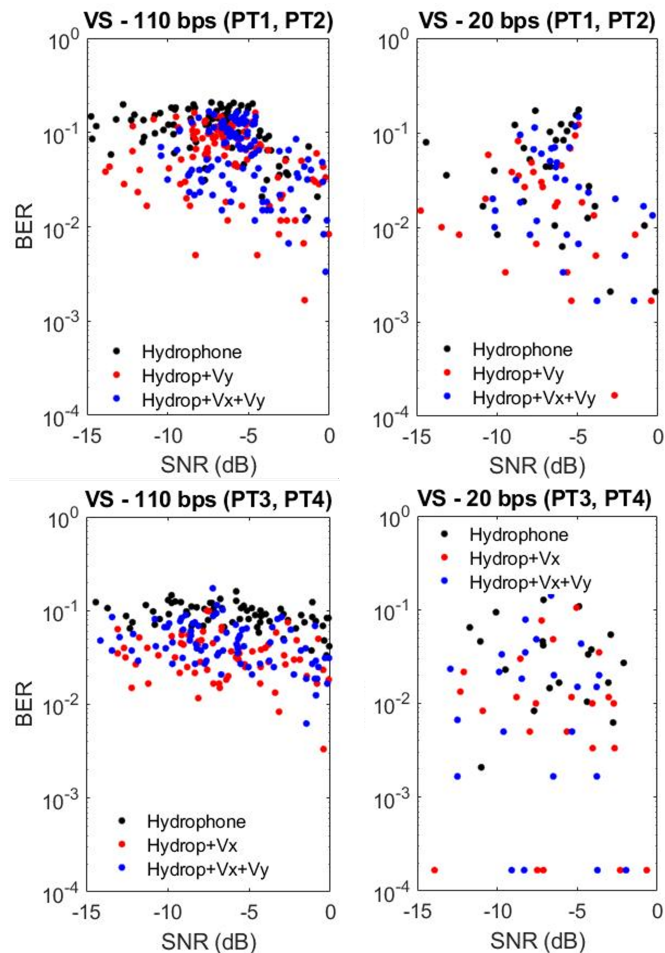 VS - 110 bps (PT1, PT2)
10^0
10^-1
10^-2
10^-3
10^-4
BER
Hydrophone
Hydrop+Vy
Hydrop+Vx+Vy
-15 -10 -5 0
SNR (dB)
VS - 20 bps (PT1, PT2)
10^0
10^-1
10^-2
10^-3
10^-4
Hydrophone
Hydrop+Vy
Hydrop+Vx+Vy
-15 -10 -5 0
SNR (dB)
VS - 110 bps (PT3, PT4)
10^0
10^-1
10^-2
10^-3
10^-4
BER
Hydrophone
Hydrop+Vx
Hydrop+Vx+Vy
-15 -10 -5 0
SNR (dB)
VS - 20 bps (PT3, PT4)
10^0
10^-1
10^-2
10^-3
10^-4
Hydrophone
Hydrop+Vx
Hydrop+Vx+Vy
-15 -10 -5 0
SNR (dB)